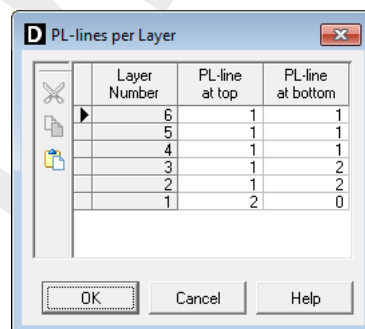 D PL-lines per Layer
Layer Number PL-line at top PL-line at bottom
6 1 1
5 1 1
4 1 1
3 1 2
2 1 2
1 2 0
OK Cancel Help